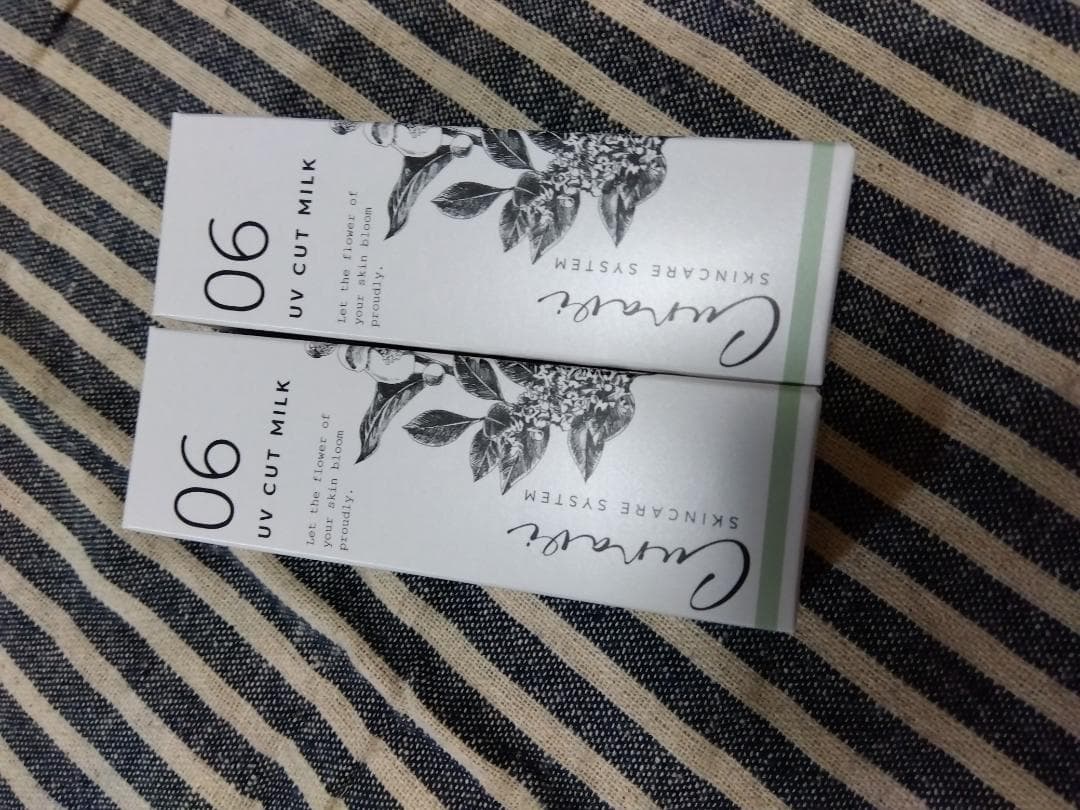 06
UV CUT MILK
Let the flower of
your skin bloom
proudly.
SKINCARE SYSTEM
06
UV CUT MILK
Let the flower of
your skin bloom
proudly.
SKINCARE SYSTEM